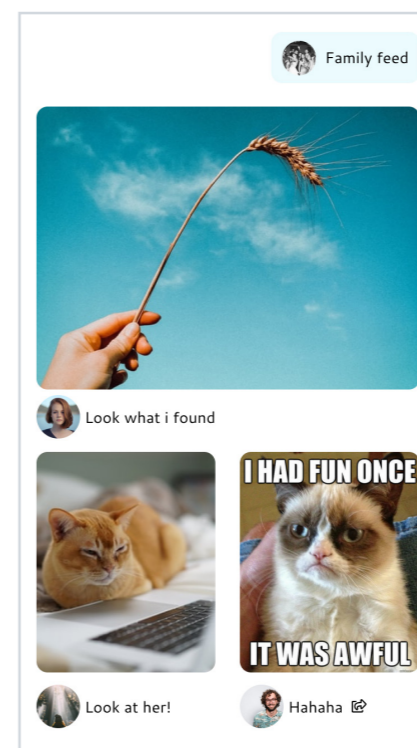 Family feed
Look what i found
I HAD FUN ONCE
IT WAS AWFUL
Look at her!
Hahaha